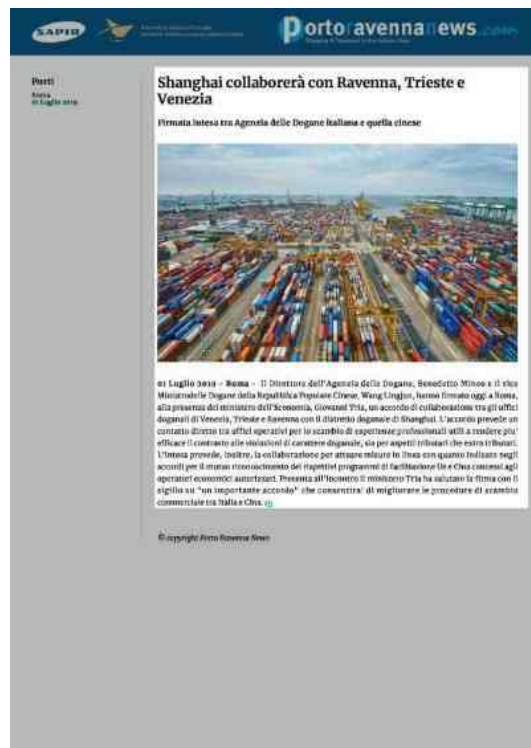 SAPIR
Portoravennanews.com
Porti
Roma
01 Luglio 2019
Shanghai collaborerà con Ravenna, Trieste e
Venezia
Firmata intesa tra Agenzia delle Dogane italiana e quella cinese
01 Luglio 2019 - Roma - Il Direttore dell'Agenzia delle Dogane, Benedetto Mineo e il vice
Ministro delle Dogane della Repubblica Popolare Cinese, Wang Lingjun, hanno firmato oggi a Roma,
alla presenza del ministro dell'Economia, Giovanni Tria, un accordo di collaborazione tra gli uffici
doganali di Venezia, Trieste e Ravenna con il distretto doganale di Shanghai. L'accordo prevede un
contatto diretto tra uffici operativi per lo scambio di esperienze professionali utili a rendere piu'
efficace il contrasto alle violazioni di carattere doganale, sia per aspetti tributari che extra tributari.
L'intesa prevede, inoltre, la collaborazione per attuare misure in linea con quanto indicato negli
accordi per il mutuo riconoscimento dei rispettivi programmi di facilitazione Ue e Cina concessi agli
operatori economici autorizzati. Presente all'incontro il ministero Tria ha salutato la firma con il
sigillo su "un importante accordo" che consentira' di migliorare le procedure di scambio
commerciale tra Italia e Cina.
© copyright Porto Ravenna News